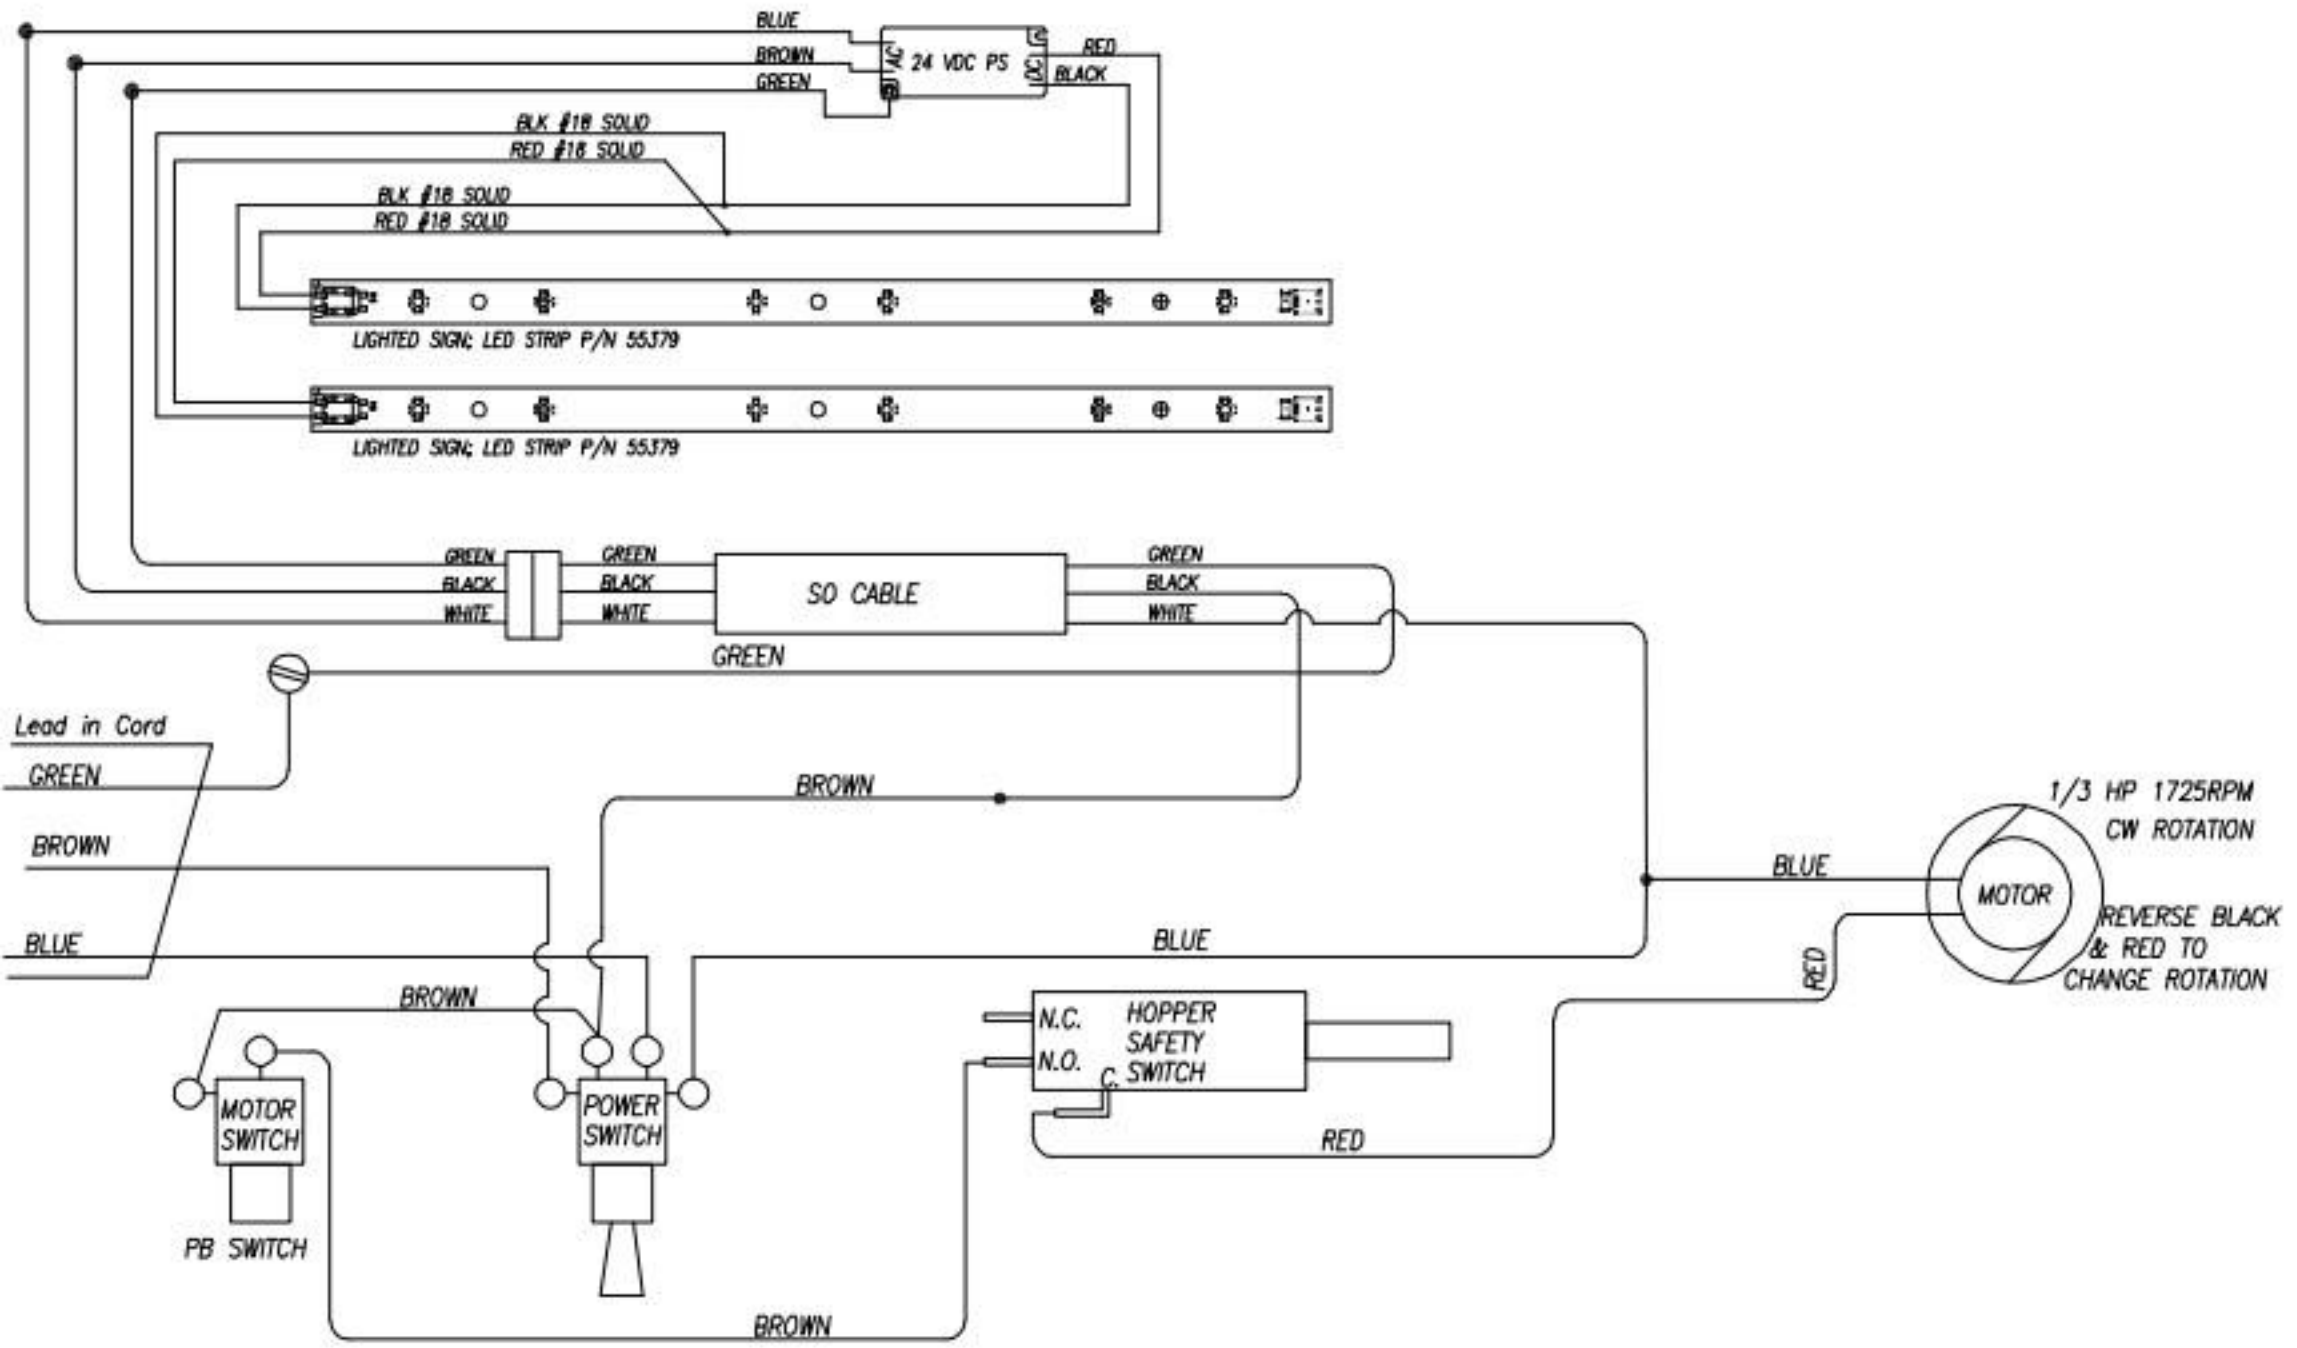 BLUE
BROWN
GREEN
AC
24 VDC PS
DC
RED
BLACK
BLK #18 SOLID
RED #18 SOLID
BLK #18 SOLID
RED #18 SOLID
LIGHTED SIGN; LED STRIP P/N 55379
LIGHTED SIGN; LED STRIP P/N 55379
GREEN
BLACK
WHITE
GREEN
BLACK
WHITE
SO CABLE
GREEN
BLACK
WHITE
GREEN
Lead in Cord
GREEN
BROWN
BLUE
BROWN
BROWN
BLUE
BLUE
RED
1/3 HP 1725RPM
CW ROTATION
MOTOR
REVERSE BLACK
& RED TO
CHANGE ROTATION
N.C.
N.O.
C.
HOPPER
SAFETY
SWITCH
RED
MOTOR
SWITCH
PB SWITCH
POWER
SWITCH
BROWN